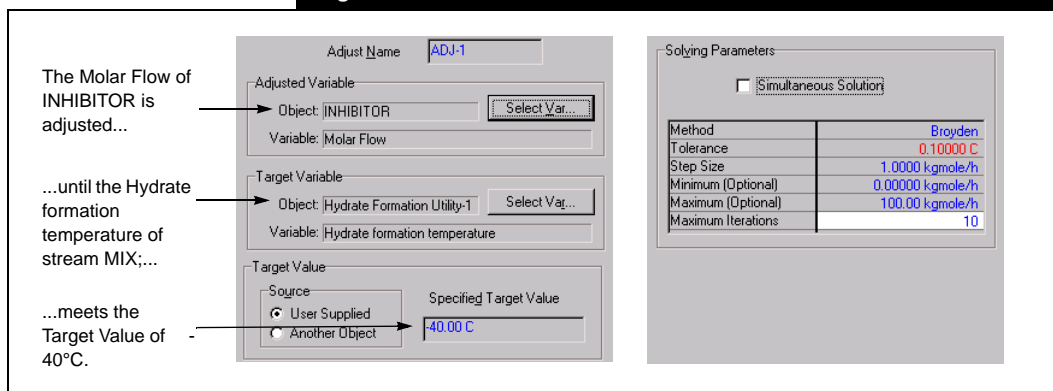 The Molar Flow of
INHIBITOR is
adjusted...
...until the Hydrate
formation
temperature of
stream MIX;...
...meets the
Target Value of -
40°C.
Adjust Name ADJ-1
Adjusted Variable
Object: INHIBITOR Select Var...
Variable: Molar Flow
Target Variable
Object: Hydrate Formation Utility-1 Select Var...
Variable: Hydrate formation temperature
Target Value
Source
User Supplied
Another Object
Specified Target Value
-40.00 C
Solving Parameters
Simultaneous Solution
Method Broyden
Tolerance 0.10000 C
Step Size 1.0000 kgmole/h
Minimum (Optional) 0.00000 kgmole/h
Maximum (Optional) 100.00 kgmole/h
Maximum Iterations 10